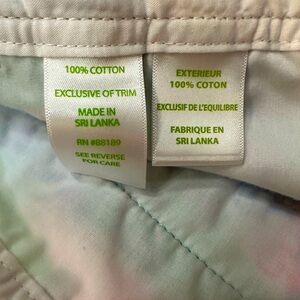 100% COTTON
EXCLUSIVE OF TRIM
MADE IN
SRI LANKA
RN #88189
SEE REVERSE
FOR CARE
EXTERIEUR
100% COTON
EXCLUSIF DE L'EQUILIBRE
FABRIQUE EN
SRI LANKA